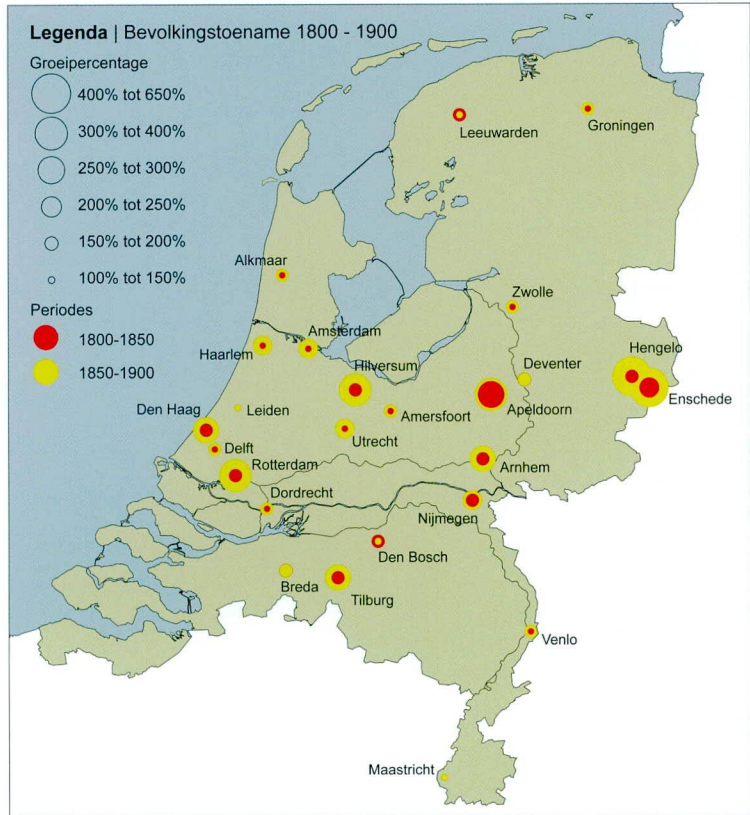 Legenda | Bevolkingstoename 1800 - 1900
Groeipercentage
400% tot 650%
300% tot 400%
250% tot 300%
200% tot 250%
150% tot 200%
100% tot 150%
Periodes
1800-1850
1850-1900
Leeuwarden
Groningen
Alkmaar
Zwolle
Amsterdam
Haarlem
Hilversum
Deventer
Hengelo
Enschede
Den Haag
Leiden
Amersfoort
Apeldoorn
Delft
Utrecht
Rotterdam
Arnhem
Dordrecht
Nijmegen
Den Bosch
Breda
Tilburg
Venlo
Maastricht